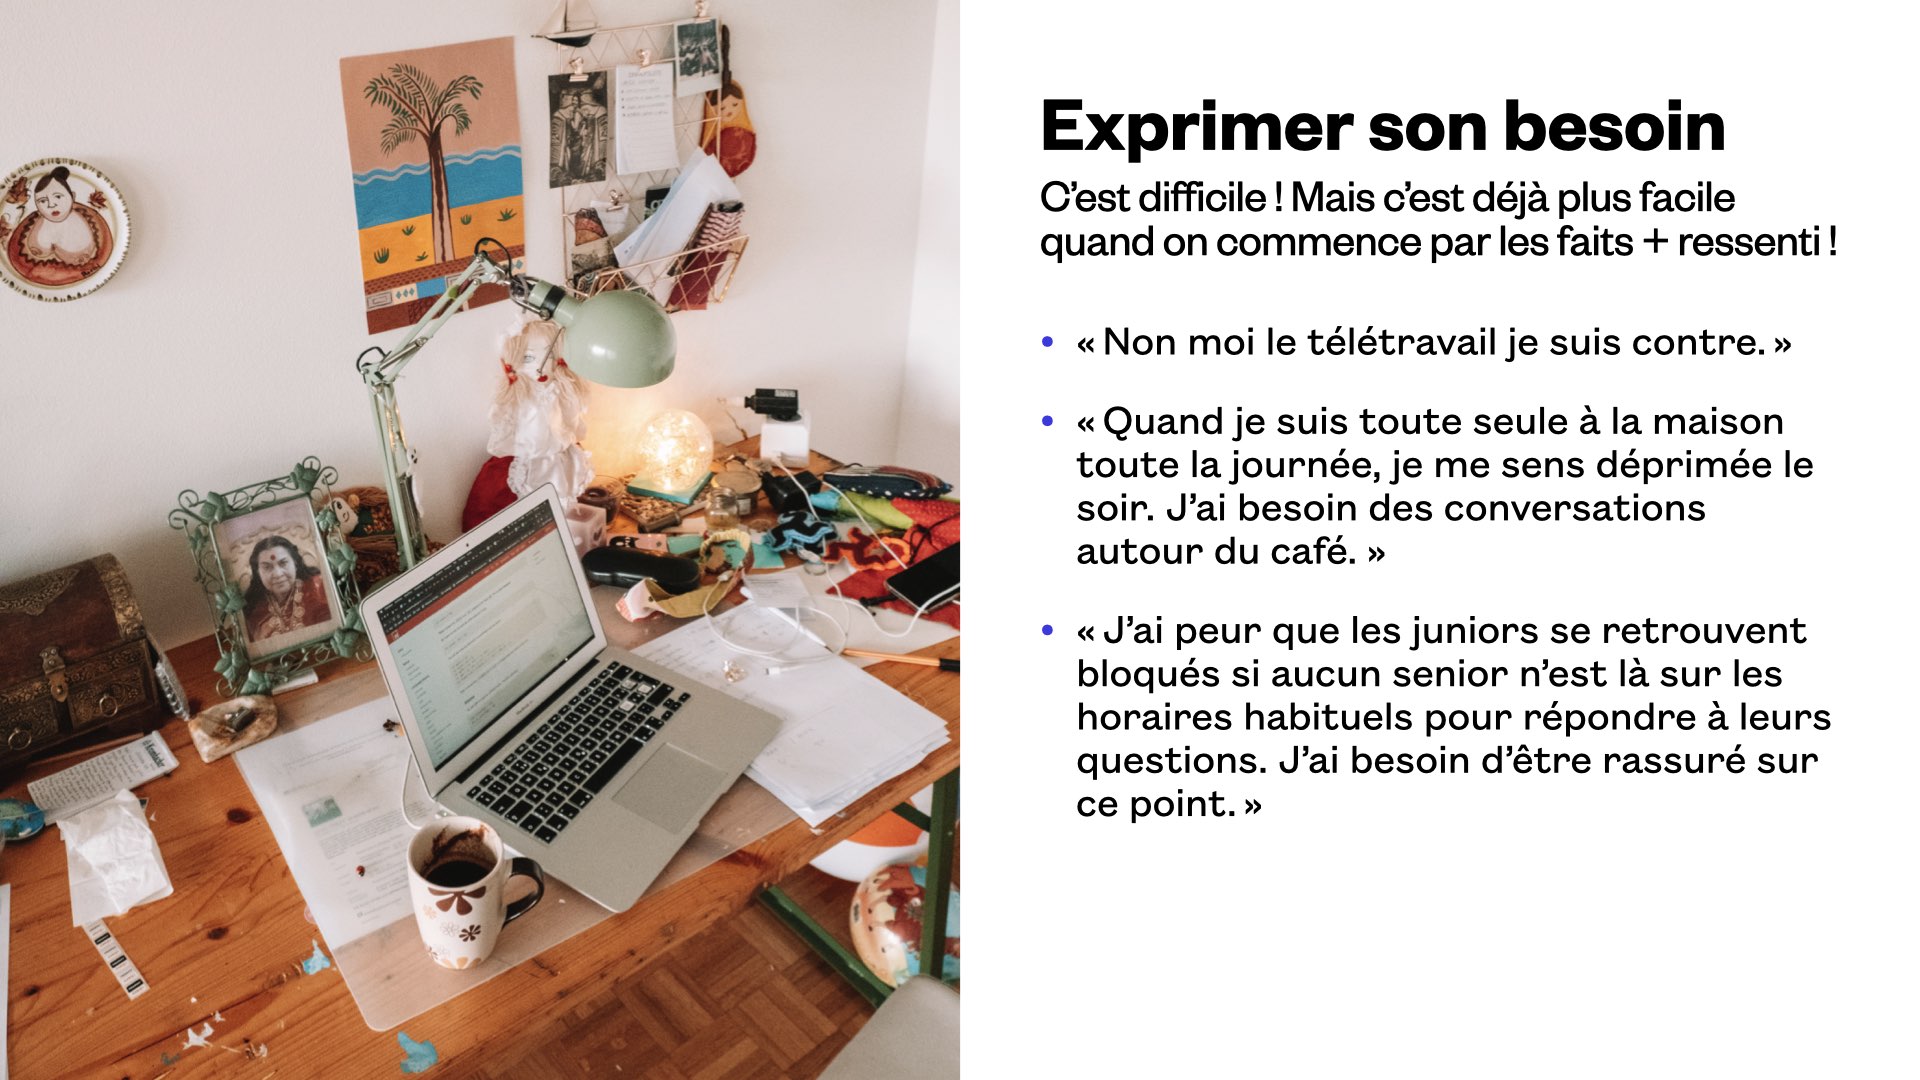 Exprimer son besoin
C’est difficile ! Mais c’est déjà plus facile
quand on commence par les faits + ressenti !
• « Non moi le télétravail je suis contre. »
• « Quand je suis toute seule à la maison
toute la journée, je me sens déprimée le
soir. J’ai besoin des conversations
autour du café. »
• « J’ai peur que les juniors se retrouvent
bloqués si aucun senior n’est là sur les
horaires habituels pour répondre à leurs
questions. J’ai besoin d’être rassuré sur
ce point. »